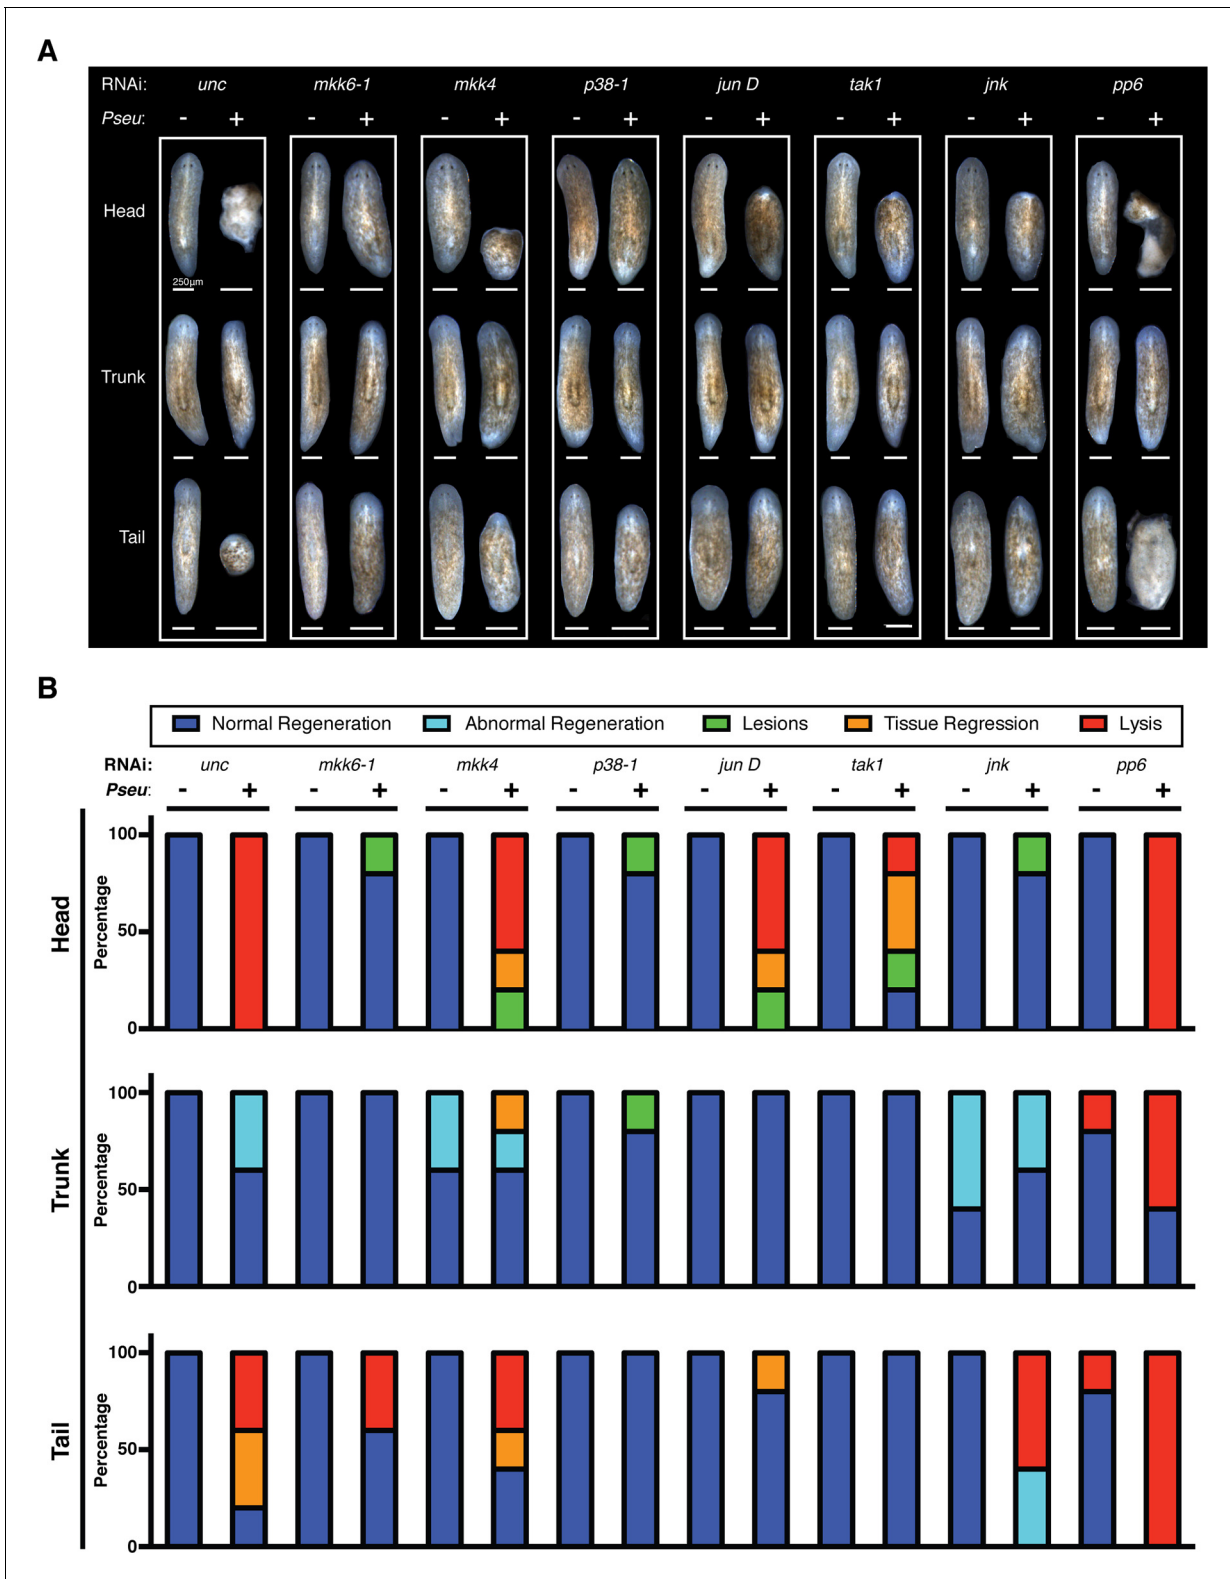 A
RNAi: unc mkk6-1 mkk4 p38-1 jun D tak1 jnk pp6
Pseu: - + - + - + - + - + - + - + - +
Head
250µm
Trunk
Tail
B
Normal Regeneration Abnormal Regeneration Lesions Tissue Regression Lysis
RNAi: unc mkk6-1 mkk4 p38-1 jun D tak1 jnk pp6
Pseu: - + - + - + - + - + - + - + - +
Head
Percentage
100
50
0
Trunk
Percentage
100
50
0
Tail
Percentage
100
50
0